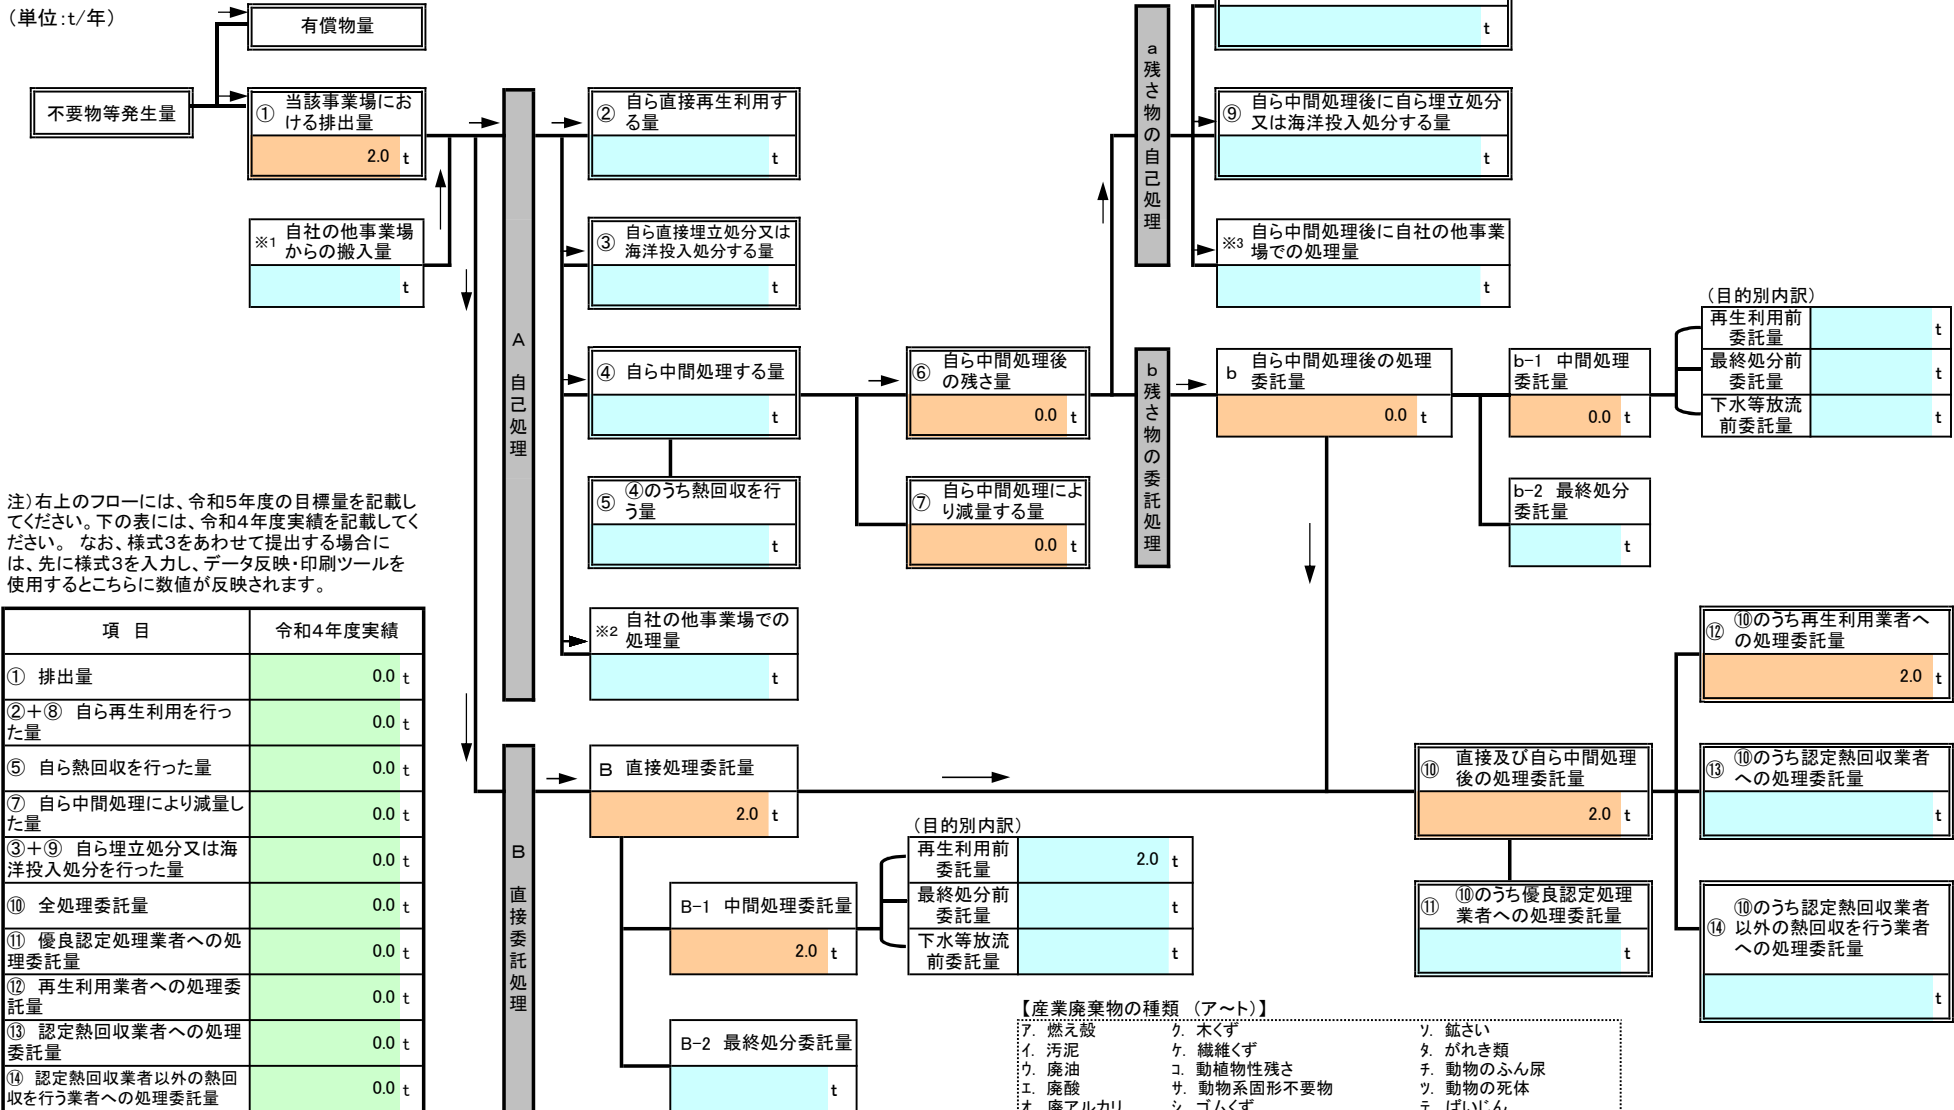 （単位：t/年）
有償物量
不要物等発生量
① 当該事業場にお
ける排出量
2.0 t
※1 自社の他事業場
からの搬入量
t
A 自己処理
② 自ら直接再生利用す
る量
t
③ 自ら直接埋立処分又は
海洋投入処分する量
t
④ 自ら中間処理する量
t
⑤ ④のうち熱回収を行
う量
t
※2 自社の他事業場での
処理量
t
⑥ 自ら中間処理後
の残さ量
0.0 t
⑦ 自ら中間処理によ
り減量する量
0.0 t
a 残さ物の自己処理
t
⑨ 自ら中間処理後に自ら埋立処分
又は海洋投入処分する量
t
※3 自ら中間処理後に自社の他事業
場での処理量
t
b 残さ物の委託処理
b 自ら中間処理後の処理
委託量
0.0 t
b-1 中間処理
委託量
0.0 t
b-2 最終処分
委託量
t
（目的別内訳）
再生利用前
委託量
t
最終処分前
委託量
t
下水等放流
前委託量
t
注）右上のフローには、令和５年度の目標量を記載し
てください。下の表には、令和４年度実績を記載してく
ださい。 なお、様式３をあわせて提出する場合に
は、先に様式３を入力し、データ反映・印刷ツールを
使用するとこちらに数値が反映されます。
項 目 令和４年度実績
① 排出量 0.0 t
②＋⑧ 自ら再生利用を行っ
た量 0.0 t
⑤ 自ら熱回収を行った量 0.0 t
⑦ 自ら中間処理により減量し
た量 0.0 t
③＋⑨ 自ら埋立処分又は海
洋投入処分を行った量 0.0 t
⑩ 全処理委託量 0.0 t
⑪ 優良認定処理業者への処
理委託量 0.0 t
⑫ 再生利用業者への処理委
託量 0.0 t
⑬ 認定熱回収業者への処理
委託量 0.0 t
⑭ 認定熱回収業者以外の熱回
収を行う業者への処理委託量 0.0 t
B 直接委託処理
B 直接処理委託量
2.0 t
B-1 中間処理委託量
2.0 t
B-2 最終処分委託量
t
（目的別内訳）
再生利用前
委託量
2.0 t
最終処分前
委託量
t
下水等放流
前委託量
t
⑩ 直接及び自ら中間処理
後の処理委託量
2.0 t
⑪ ⑩のうち優良認定処理
業者への処理委託量
t
⑫ ⑩のうち再生利用業者へ
の処理委託量
2.0 t
⑬ ⑩のうち認定熱回収業者
への処理委託量
t
⑭ ⑩のうち認定熱回収業者
以外の熱回収を行う業者
への処理委託量
t
【産業廃棄物の種類 （ア～ト）】
ｱ. 燃え殻 ｸ. 木くず ｿ. 鉱さい
ｲ. 汚泥 ｹ. 繊維くず ﾀ. がれき類
ｳ. 廃油 ｺ. 動植物性残さ ﾁ. 動物のふん尿
ｴ. 廃酸 ｻ. 動物系固形不要物 ﾂ. 動物の死体
ｵ. 廃アルカリ ｼ. ゴムくず ﾃ. ばいじん